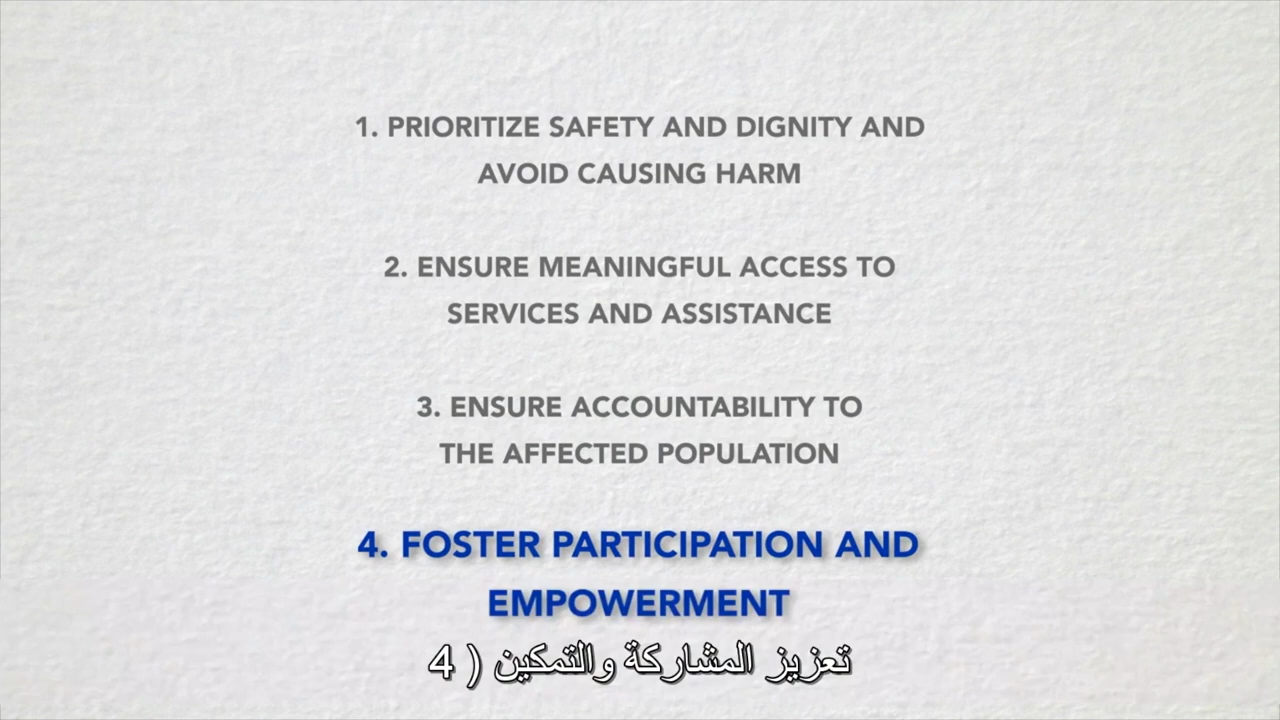 1. PRIORITIZE SAFETY AND DIGNITY AND
AVOID CAUSING HARM
2. ENSURE MEANINGFUL ACCESS TO
SERVICES AND ASSISTANCE
3. ENSURE ACCOUNTABILITY TO
THE AFFECTED POPULATION
4. FOSTER PARTICIPATION AND
EMPOWERMENT
تعزيز المشاركة والتمكين ( 4